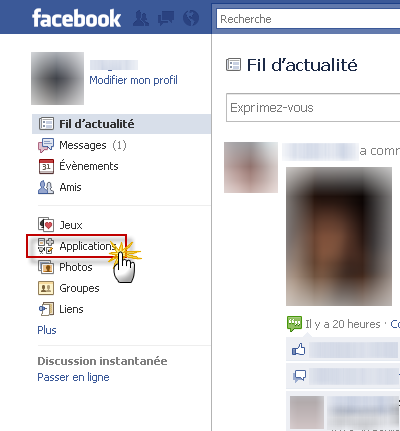 facebook
Recherche
Modifier mon profil
Fil d'actualité
Messages (1)
31
Évènements
Amis
Jeux
Applications
Photos
Groupes
Liens
Plus
Discussion instantanée
Passer en ligne
Fil d'actualité
Exprimez-vous
a comm
Il y a 20 heures · Co